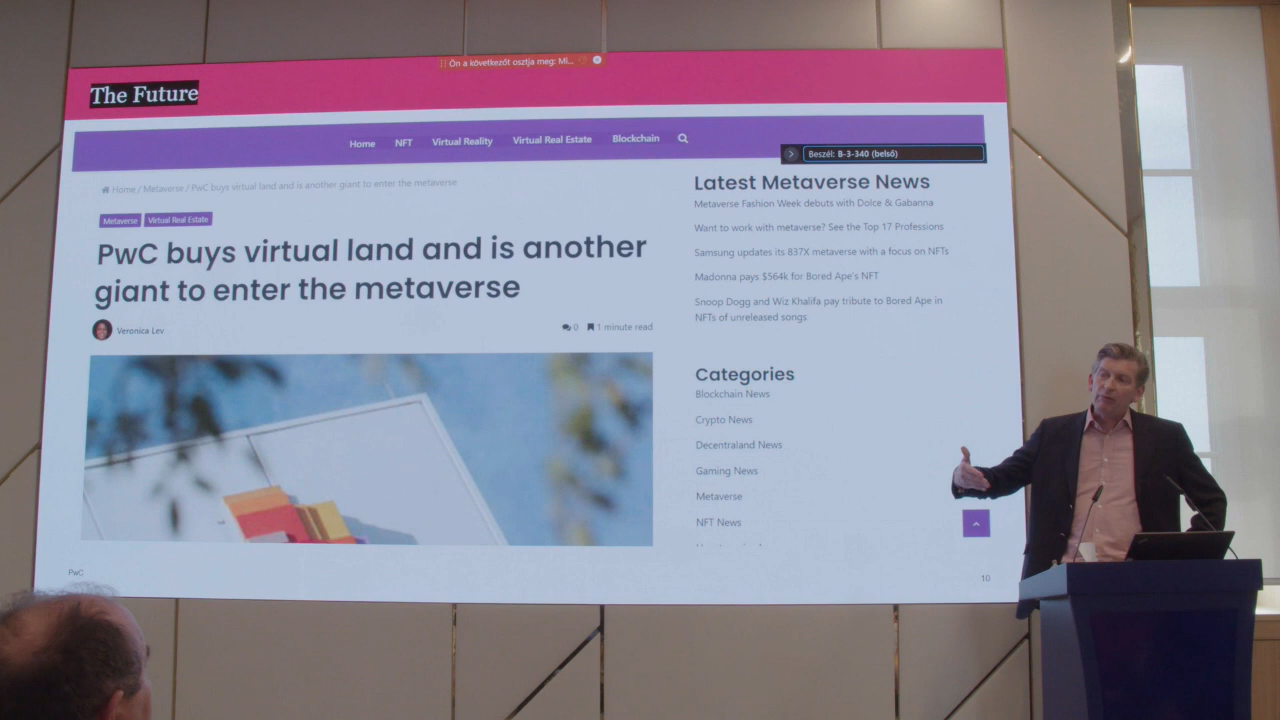 Ön a következőt osztja meg: Mi...
The Future
Home NFT Virtual Reality Virtual Real Estate Blockchain
Beszél: B-3-340 (belső)
Home / Metaverse / PwC buys virtual land and is another giant to enter the metaverse
Metaverse Virtual Real Estate
PwC buys virtual land and is another
giant to enter the metaverse
Veronica Lev
0 1 minute read
Latest Metaverse News
Metaverse Fashion Week debuts with Dolce & Gabanna
Want to work with metaverse? See the Top 17 Professions
Samsung updates its 837X metaverse with a focus on NFTs
Madonna pays $564k for Bored Ape's NFT
Snoop Dogg and Wiz Khalifa pay tribute to Bored Ape in
NFTs of unreleased songs
Categories
Blockchain News
Crypto News
Decentraland News
Gaming News
Metaverse
NFT News
PwC
10